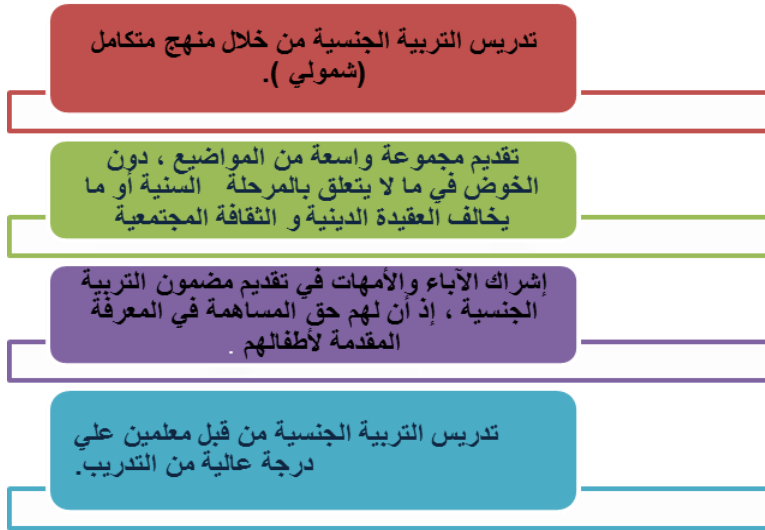 تدريس التربية الجنسية من خلال منهج متكامل
(شمولي ).
تقديم مجموعة واسعة من المواضيع ، دون
الخوض في ما لا يتعلق بالمرحلة السنية أو ما
يخالف العقيدة الدينية و الثقافة المجتمعية
إشراك الآباء والأمهات في تقديم مضمون التربية
الجنسية ، إذ أن لهم حق المساهمة في المعرفة
المقدمة لأطفالهم .
تدريس التربية الجنسية من قبل معلمين علي
درجة عالية من التدريب.